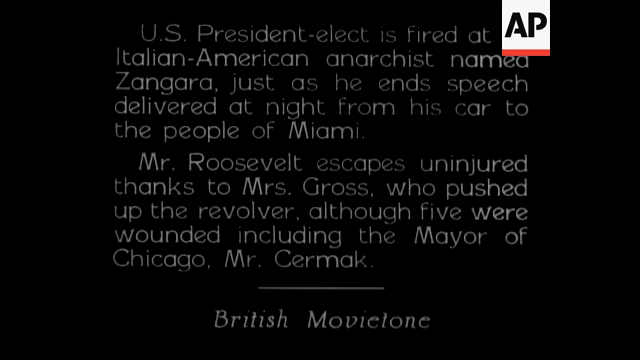 AP
U.S. President-elect is fired at
Italian-American anarchist named
Zangara, just as he ends speech
delivered at night from his car to
the people of Miami.
Mr. Roosevelt escapes uninjured
thanks to Mrs. Gross, who pushed
up the revolver, although five were
wounded including the Mayor of
Chicago, Mr. Cermak.
British Movietone